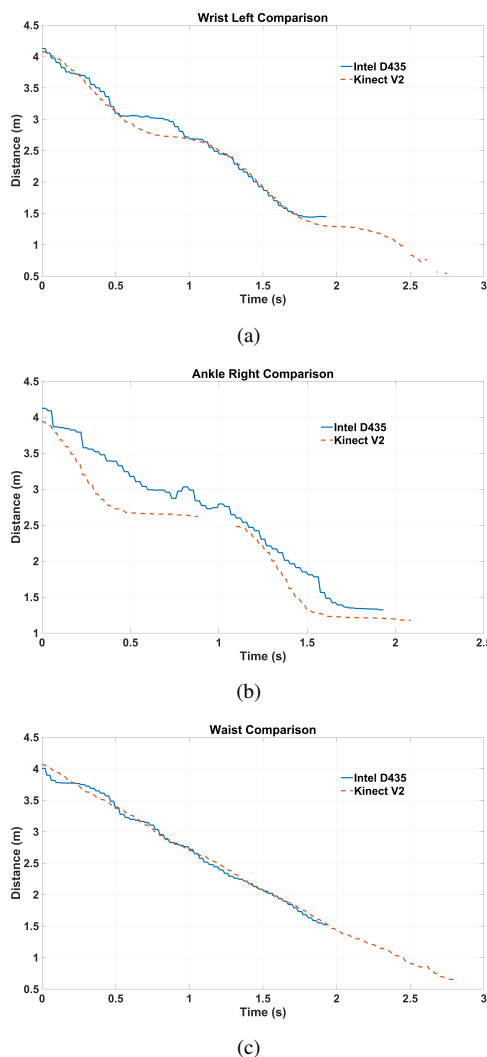 Wrist Left Comparison
4.5
4
3.5
3
2.5
2
1.5
1
0.5
Distance (m)
Intel D435
Kinect V2
0 0.5 1 1.5 2 2.5 3
Time (s)
(a)
Ankle Right Comparison
4.5
4
3.5
3
2.5
2
1.5
1
Distance (m)
Intel D435
Kinect V2
0 0.5 1 1.5 2 2.5
Time (s)
(b)
Waist Comparison
4.5
4
3.5
3
2.5
2
1.5
1
0.5
Distance (m)
Intel D435
Kinect V2
0 0.5 1 1.5 2 2.5 3
Time (s)
(c)